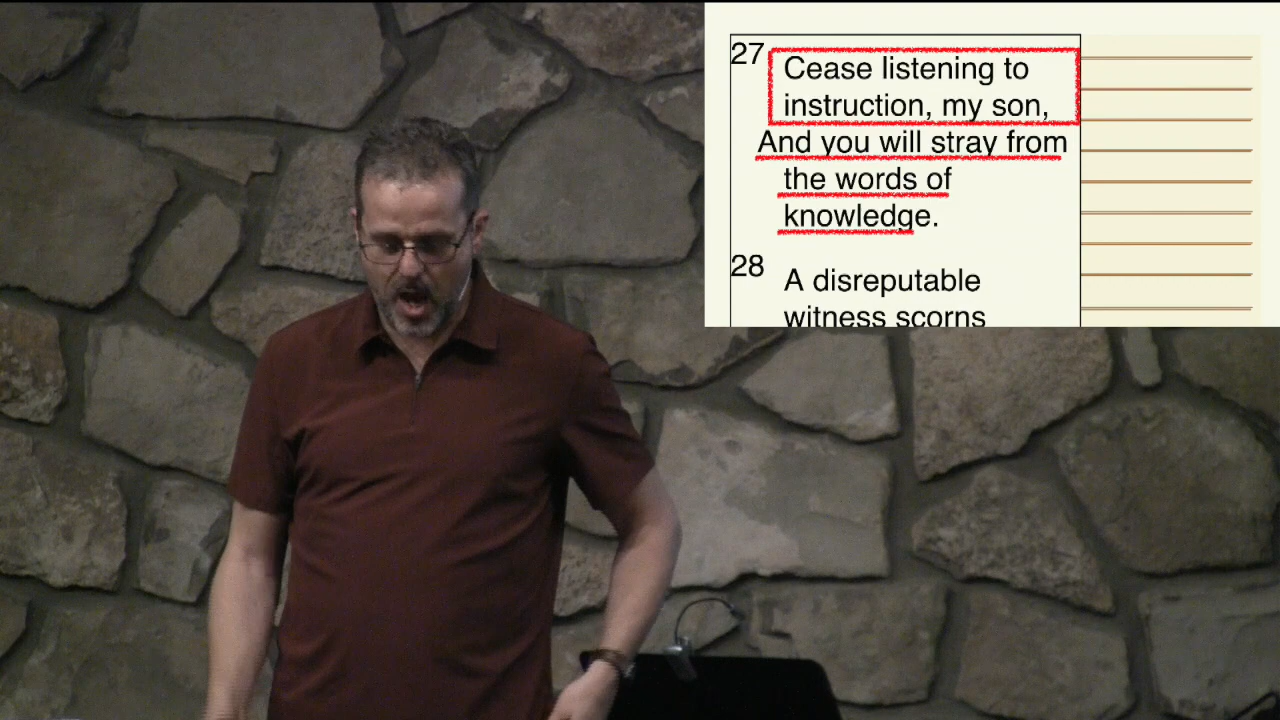 27
Cease listening to
instruction, my son,
And you will stray from
the words of
knowledge.
28
A disreputable
witness scorns